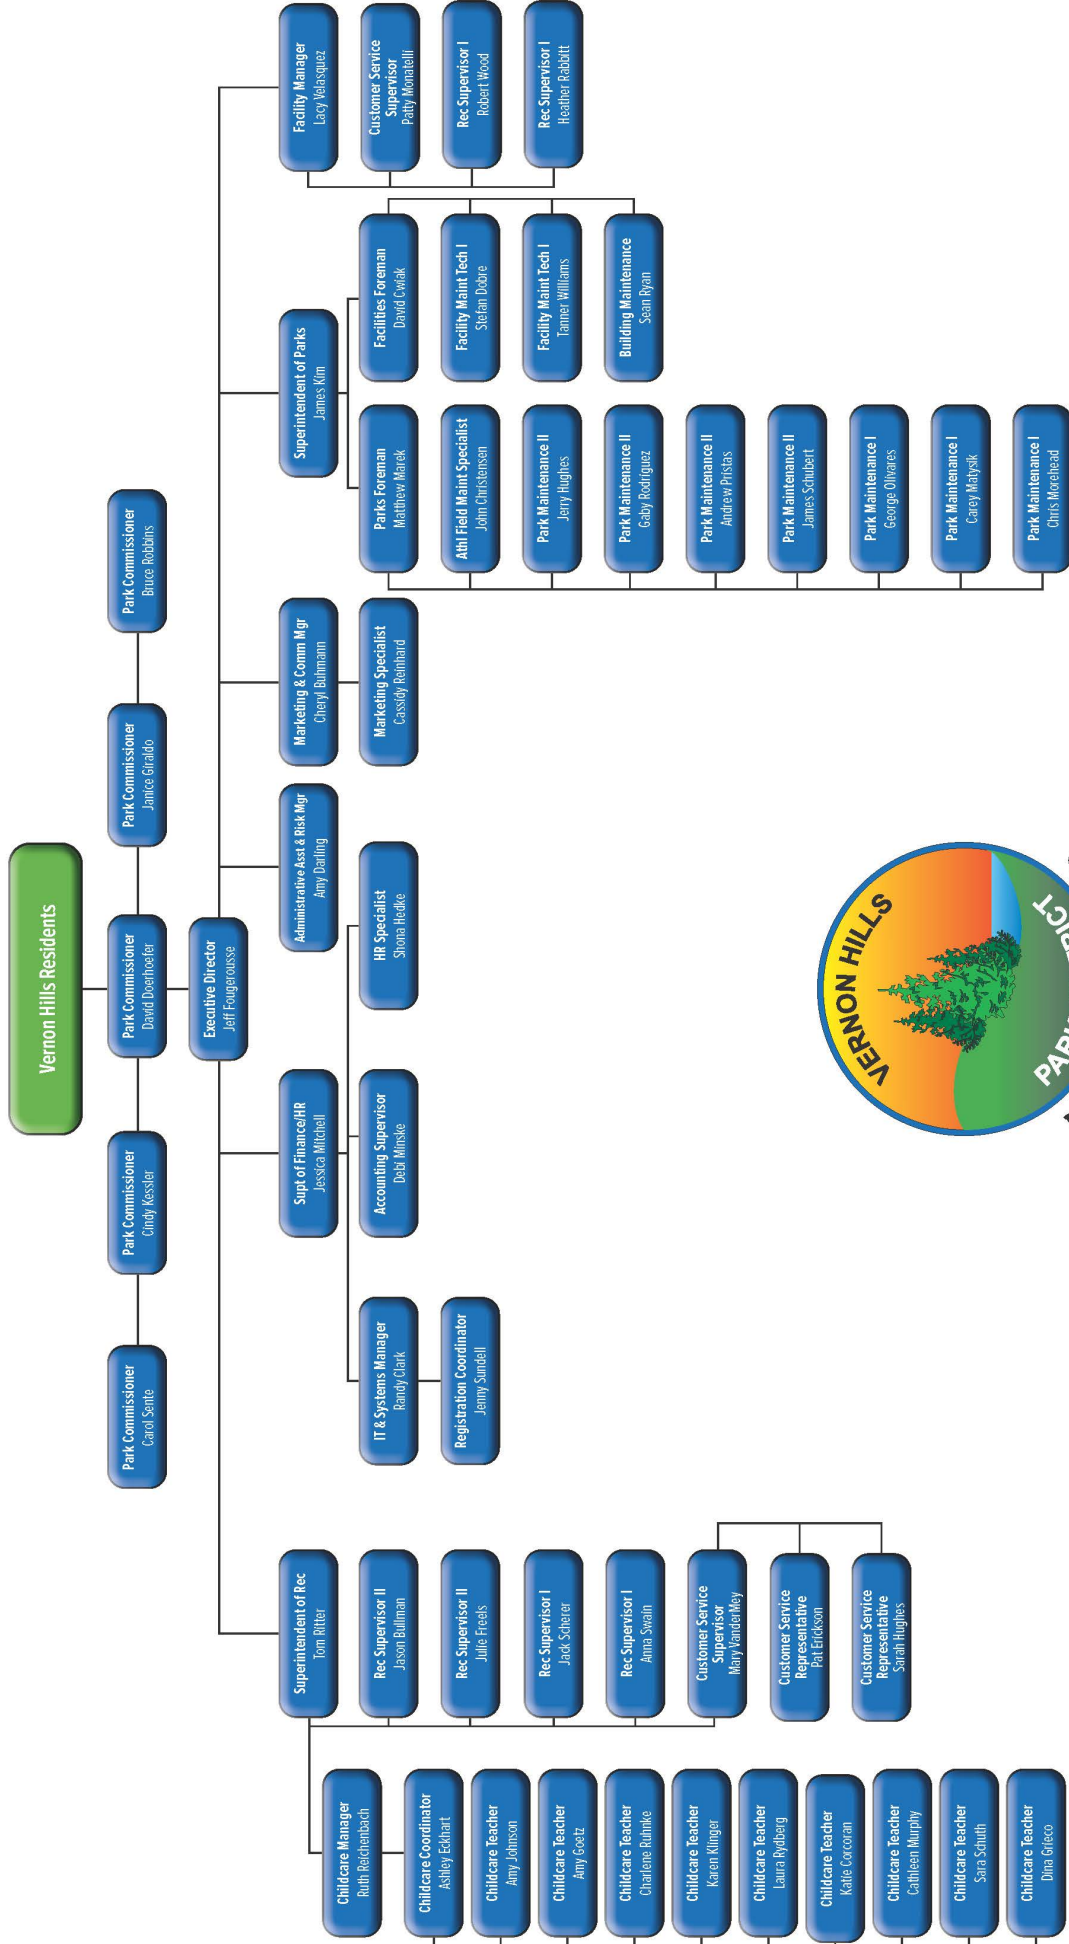 Vernon Hills Residents
Park Commissioner
Carol Sente
Park Commissioner
Cindy Kessler
Park Commissioner
David Doerhoefer
Park Commissioner
Janice Giraldo
Park Commissioner
Bruce Robbins
Executive Director
Jeff Fougerousse
Superintendent of Rec
Tom Ritter
Childcare Manager
Ruth Reichenbach
Childcare Coordinator
Ashley Eckhart
Childcare Teacher
Amy Johnson
Childcare Teacher
Amy Goetz
Childcare Teacher
Charlene Ruhnke
Childcare Teacher
Karen Klinger
Childcare Teacher
Laura Rydberg
Childcare Teacher
Katie Corcoran
Childcare Teacher
Cathleen Murphy
Childcare Teacher
Sara Schuth
Childcare Teacher
Dina Grieco
Rec Supervisor II
Jason Bullman
Rec Supervisor II
Julie Freels
Rec Supervisor I
Jack Scherer
Rec Supervisor I
Anna Swain
Customer Service
Supervisor
Mary VanderMey
Customer Service
Representative
Pat Erickson
Customer Service
Representative
Sarah Hughes
Supt of Finance/HR
Jessica Mitchell
IT & Systems Manager
Randy Clark
Registration Coordinator
Jenny Sundell
Accounting Supervisor
Debi Minske
HR Specialist
Shona Hedke
Administrative Asst & Risk Mgr
Amy Darling
Marketing & Comm Mgr
Cheryl Buhmann
Marketing Specialist
Cassidy Reinhard
Superintendent of Parks
James Kim
Parks Foreman
Matthew Marek
Athl Field Maint Specialist
John Christensen
Park Maintenance II
Jerry Hughes
Park Maintenance II
Gaby Rodriguez
Park Maintenance II
Andrew Pristas
Park Maintenance II
James Schubert
Park Maintenance I
George Olivares
Park Maintenance I
Carey Matysik
Park Maintenance I
Chris Morehead
Facilities Foreman
David Cwiak
Facility Maint Tech I
Stefan Dobre
Facility Maint Tech I
Tanner Williams
Building Maintenance
Sean Ryan
Facility Manager
Lacy Velasquez
Customer Service
Supervisor
Patty Monatelli
Rec Supervisor I
Robert Wood
Rec Supervisor I
Heather Rabbitt
VERNON HILLS